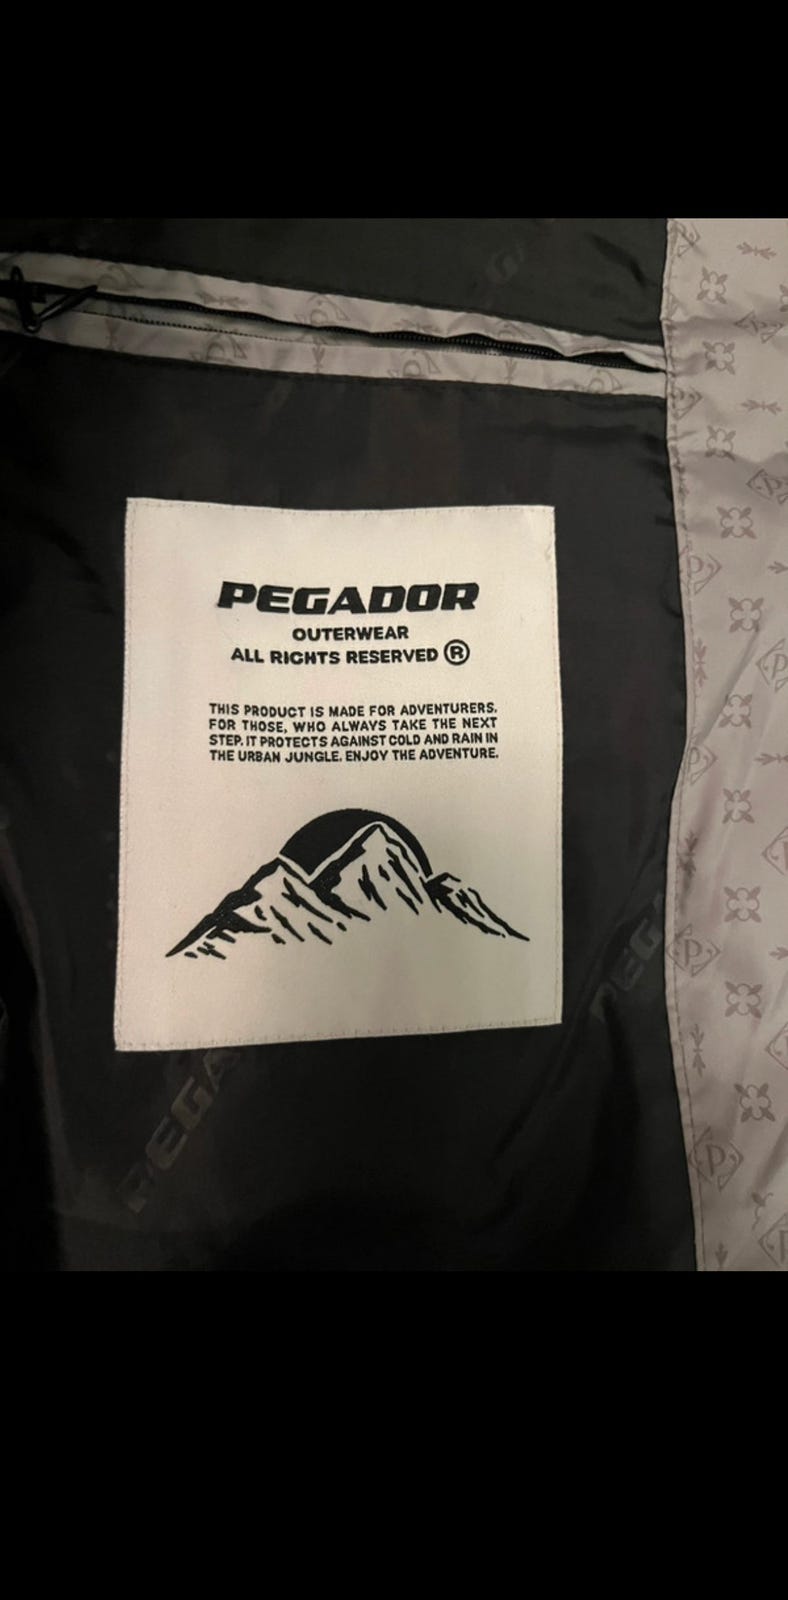 PEGADOR
OUTERWEAR
ALL RIGHTS RESERVED ®
THIS PRODUCT IS MADE FOR ADVENTURERS.
FOR THOSE, WHO ALWAYS TAKE THE NEXT
STEP. IT PROTECTS AGAINST COLD AND RAIN IN
THE URBAN JUNGLE. ENJOY THE ADVENTURE.